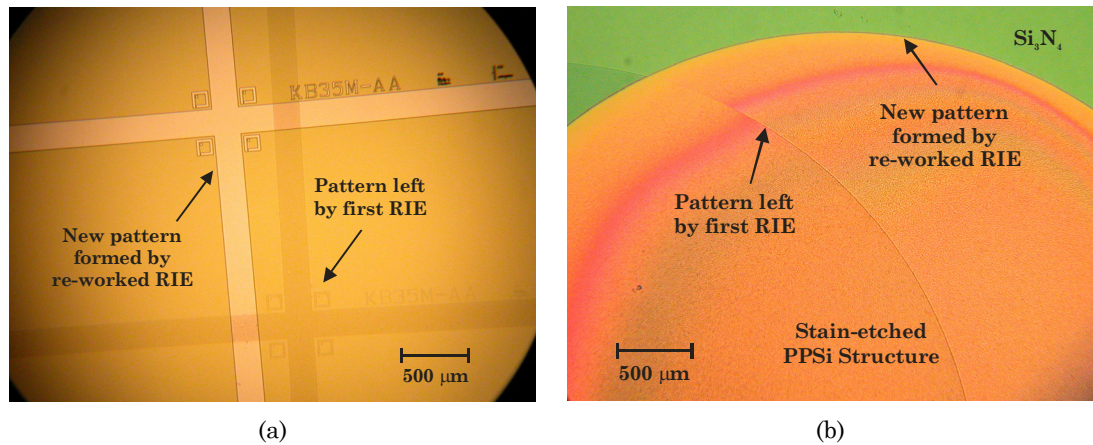 KB35M-AA
Pattern left
by first RIE
New pattern
formed by
re-worked RIE
KB35M-AA
500 μm
(a)
Si₃N₄
New pattern
formed by
re-worked RIE
Pattern left
by first RIE
Stain-etched
PPSi Structure
500 μm
(b)